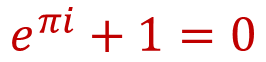 e^{πi} + 1 = 0